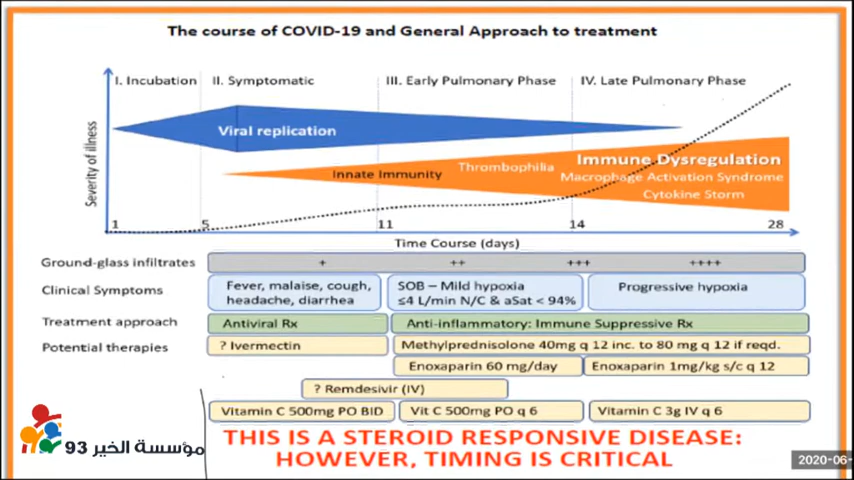 The course of COVID-19 and General Approach to treatment
I. Incubation
II. Symptomatic
III. Early Pulmonary Phase
IV. Late Pulmonary Phase
Severity of illness
Viral replication
Innate Immunity
Thrombophilia
Immune Dysregulation
Macrophage Activation Syndrome
Cytokine Storm
1
5
11
14
28
Time Course (days)
Ground-glass infiltrates
+
++
+++
++++
Clinical Symptoms
Fever, malaise, cough,
headache, diarrhea
SOB – Mild hypoxia
≤4 L/min N/C & aSat < 94%
Progressive hypoxia
Treatment approach
Antiviral Rx
Anti-inflammatory: Immune Suppressive Rx
Potential therapies
? Ivermectin
Methylprednisolone 40mg q 12 inc. to 80 mg q 12 if reqd.
Enoxaparin 60 mg/day
Enoxaparin 1mg/kg s/c q 12
? Remdesivir (IV)
Vitamin C 500mg PO BID
Vit C 500mg PO q 6
Vitamin C 3g IV q 6
THIS IS A STEROID RESPONSIVE DISEASE:
HOWEVER, TIMING IS CRITICAL
مؤسسة الخير 93
2020-06-